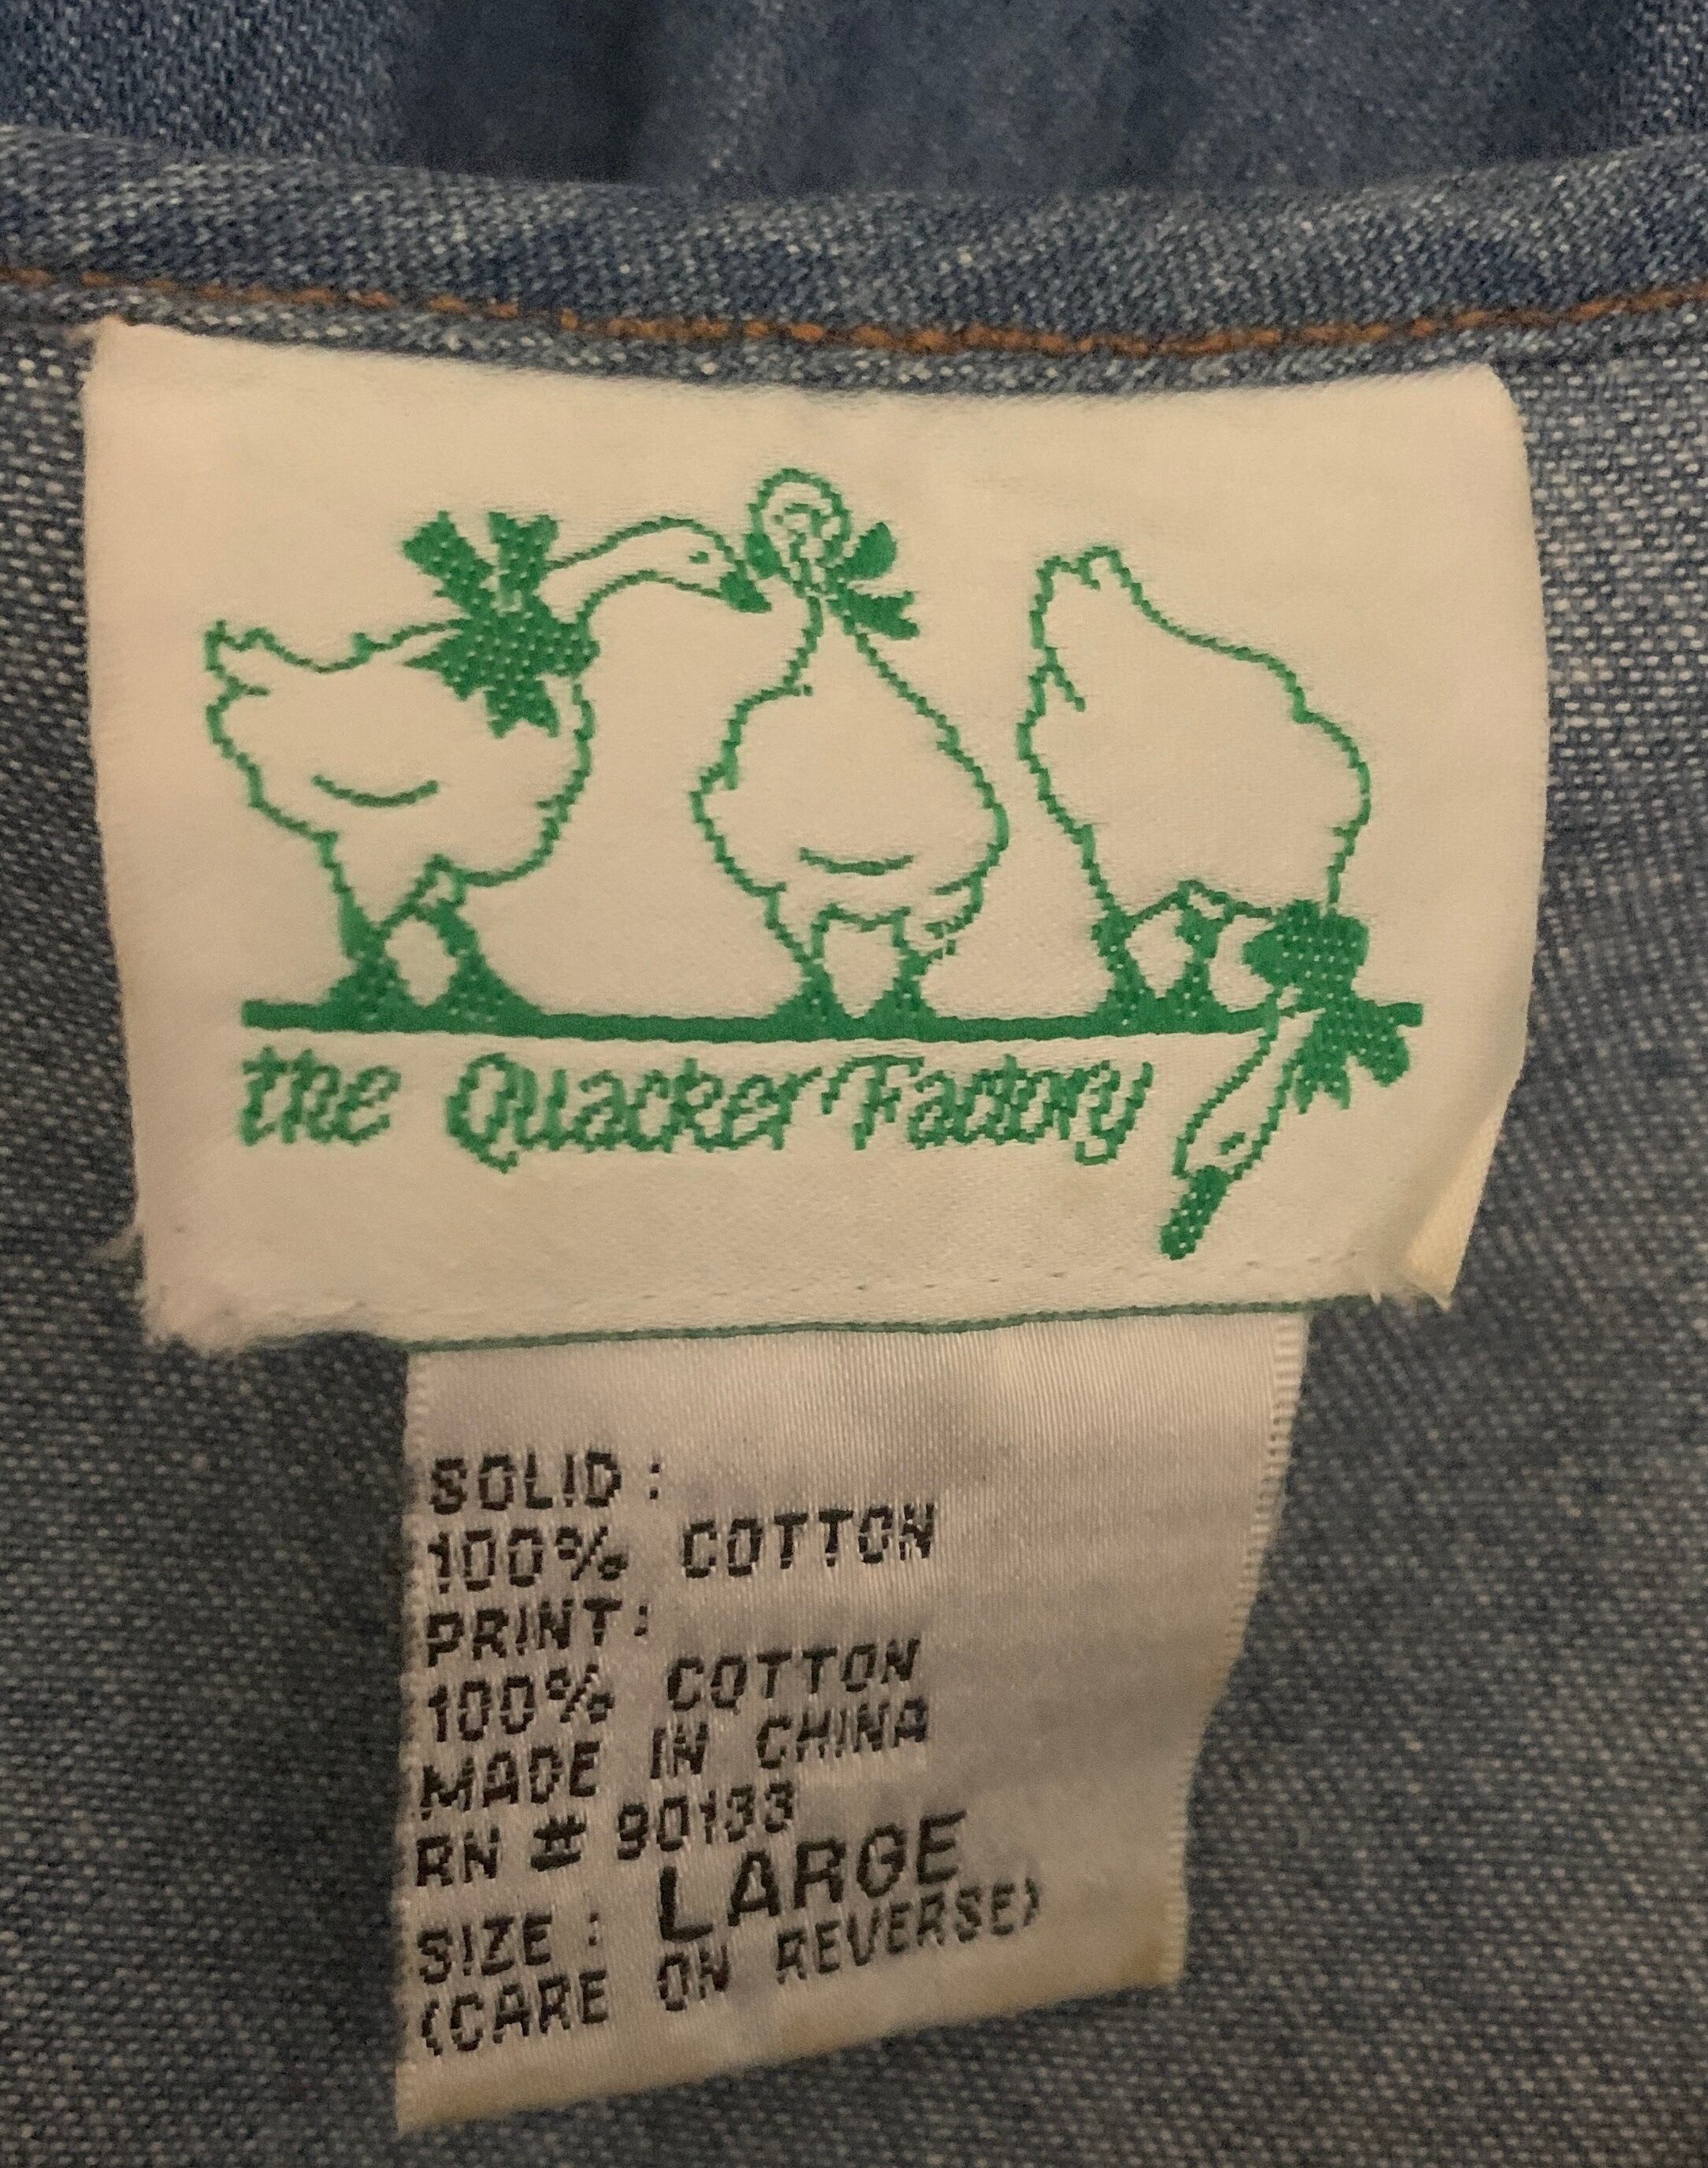 the Quacker Factory
SOLID:
100% COTTON
PRINT:
100% COTTON
MADE IN CHINA
RN # 90133
SIZE: LARGE
(CARE ON REVERSE)